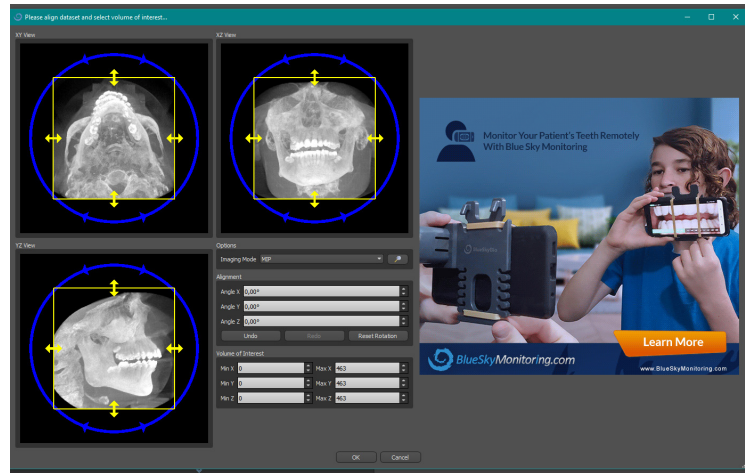 Please align dataset and select volume of interest...
XY View
XZ View
YZ View
Options
Imaging Mode MIP
Alignment
Angle X 0,00°
Angle Y 0,00°
Angle Z 0,00°
Undo Redo Reset Rotation
Volume of Interest
Min X 0 Max X 463
Min Y 0 Max Y 463
Min Z 0 Max Z 463
OK Cancel
Monitor Your Patient's Teeth Remotely
With Blue Sky Monitoring
BlueSkyMo
Learn More
BlueSkyMonitoring.com
www.BlueSkyMonitoring.com